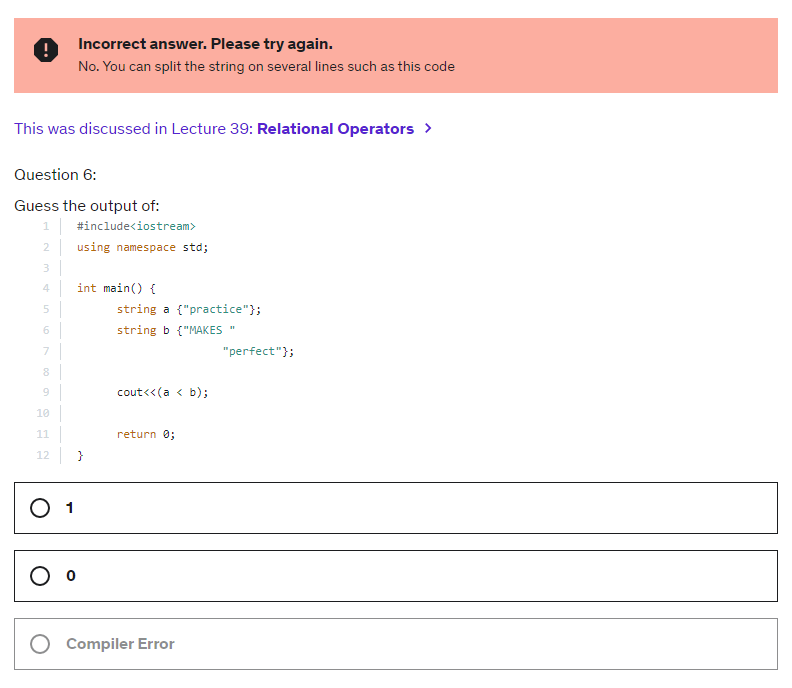 Incorrect answer. Please try again.
No. You can split the string on several lines such as this code
This was discussed in Lecture 39: Relational Operators >
Question 6:
Guess the output of:
1 #include<iostream>
2 using namespace std;
3
4 int main() {
5 string a {"practice"};
6 string b {"MAKES "
7 "perfect"};
8
9 cout<<(a < b);
10
11 return 0;
12 }
1
0
Compiler Error